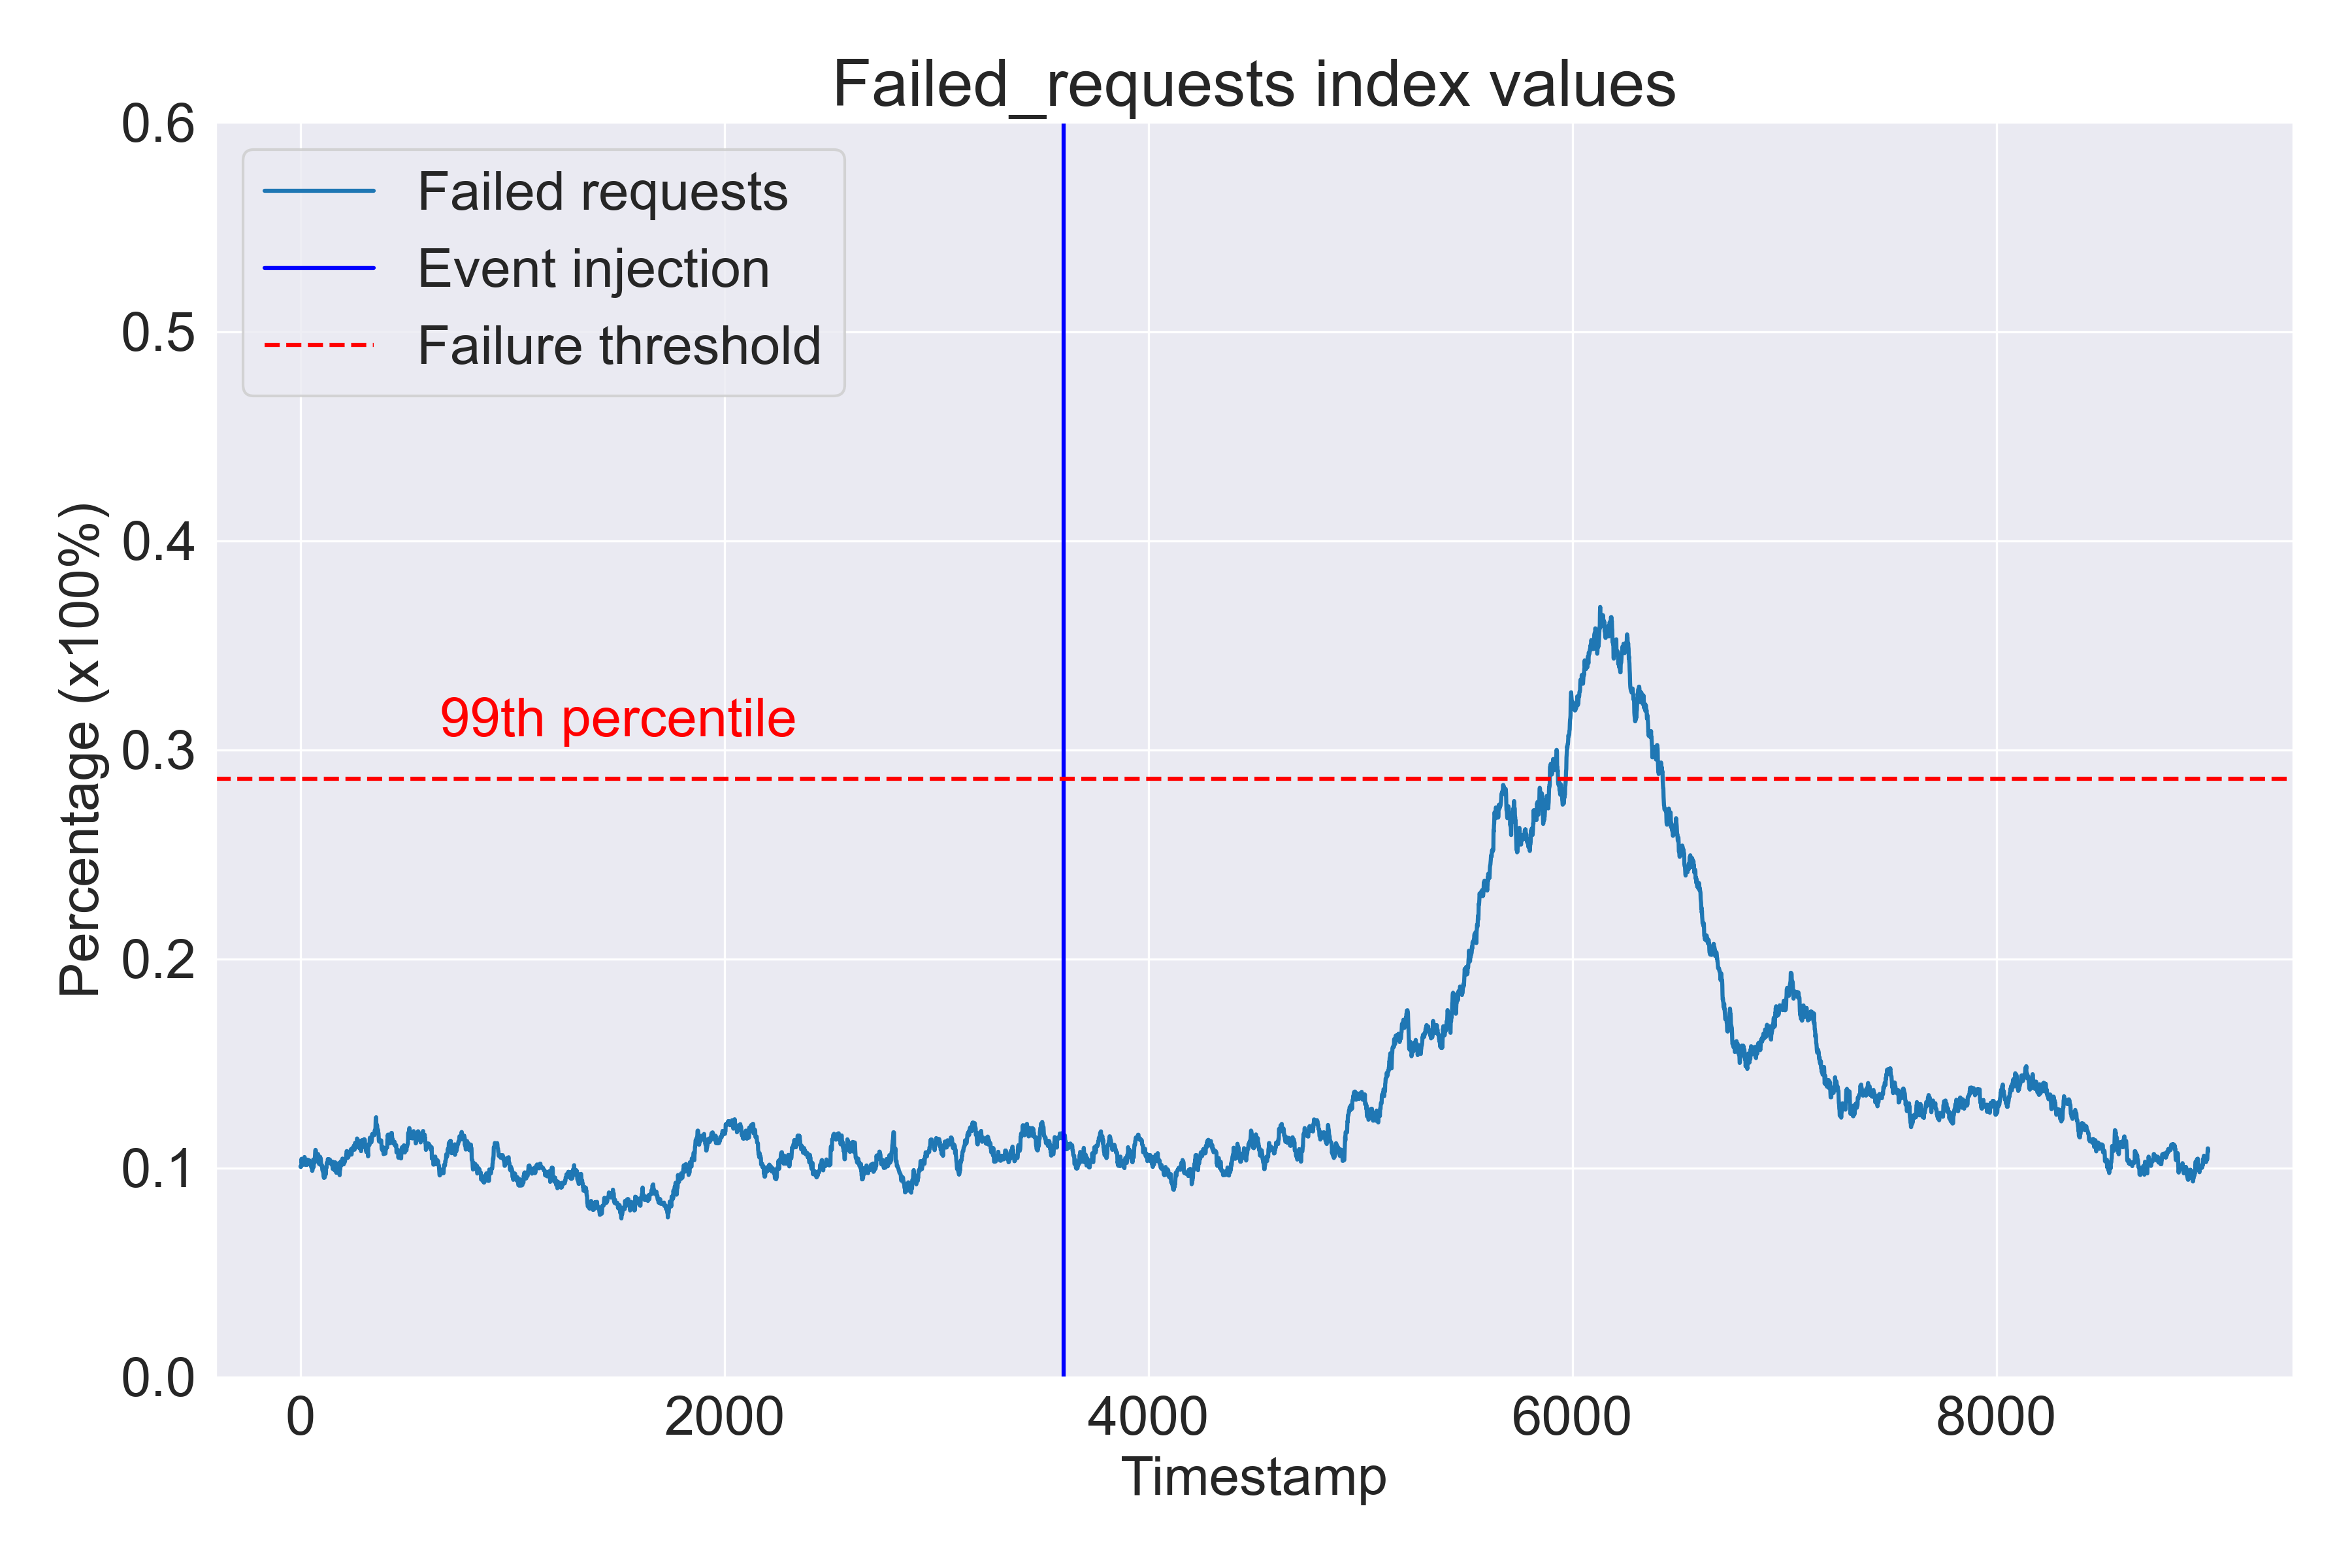 Failed_requests index values
Failed requests
Event injection
Failure threshold
99th percentile
Percentage (x100%)
0.6
0.5
0.4
0.3
0.2
0.1
0.0
0 2000 4000 6000 8000
Timestamp